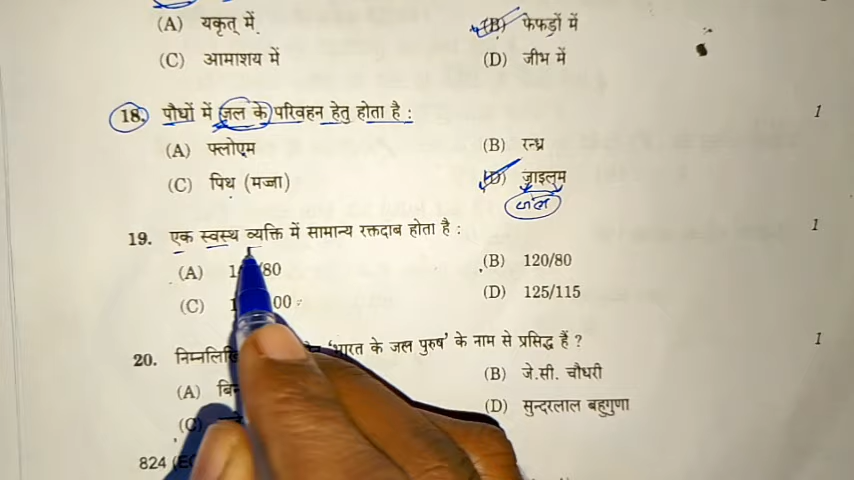 (A) यकृत् में (B) फेफड़ों में
(C) आमाशय में (D) जीभ में
18. पौधों में जल के परिवहन हेतु होता है : 1
(A) फ्लोएम (B) रन्ध्र
(C) पिथ (मज्जा) (D) ज़ाइलम
जल
19. एक स्वस्थ व्यक्ति में सामान्य रक्तदाब होता है : 1
(A) /80 (B) 120/80
(C) 00 (D) 125/115
20. 'भारत के जल पुरुष' के नाम से प्रसिद्ध हैं ? 1
(A) (B) जे.सी. चौधरी
(C) (D) सुन्दरलाल बहुगुणा
824